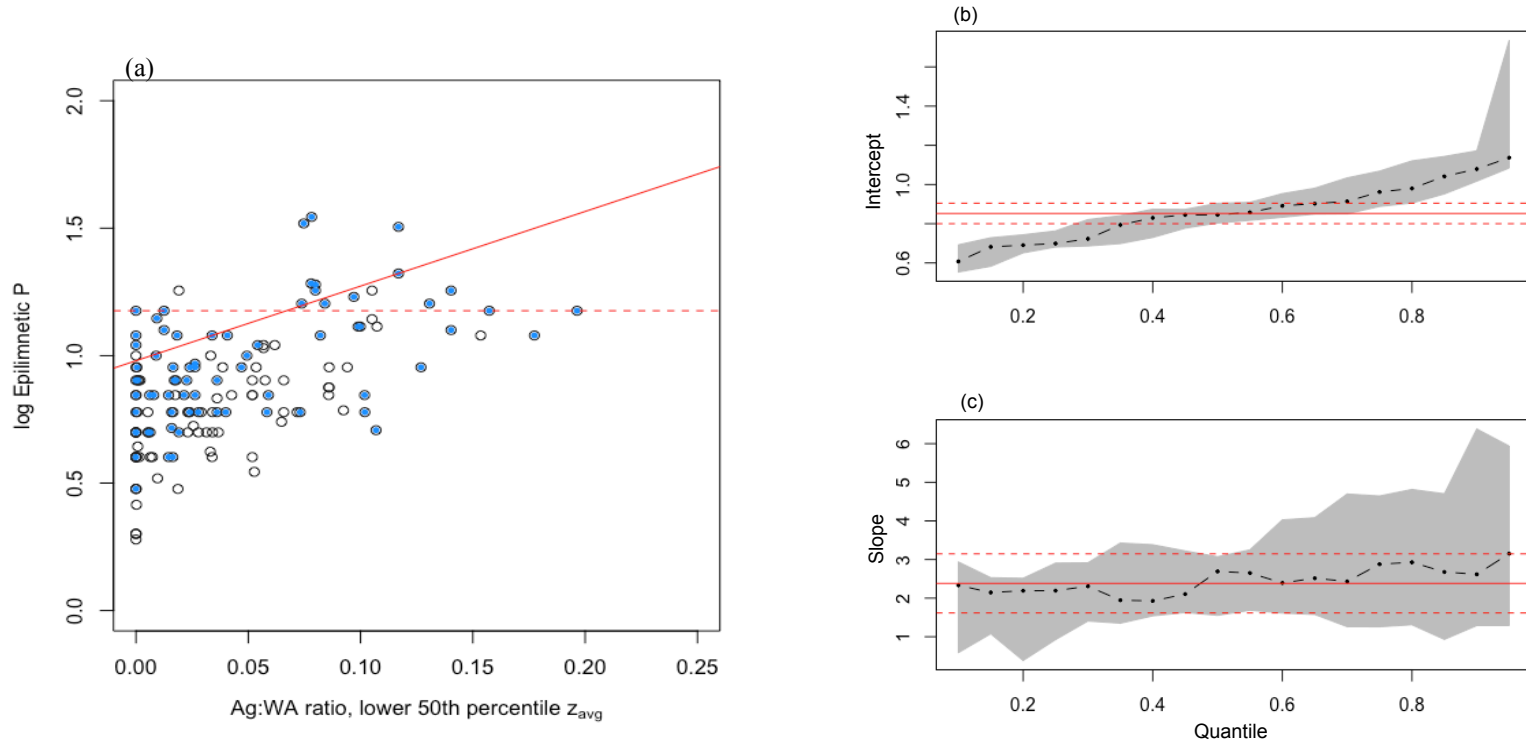 (a)
log Epilimnetic P
2.0
1.5
1.0
0.5
0.0
0.00 0.05 0.10 0.15 0.20 0.25
Ag:WA ratio, lower 50th percentile zavg
(b)
Intercept
1.4
1.0
0.6
0.2 0.4 0.6 0.8
(c)
Slope
6
5
4
3
2
1
0.2 0.4 0.6 0.8
Quantile